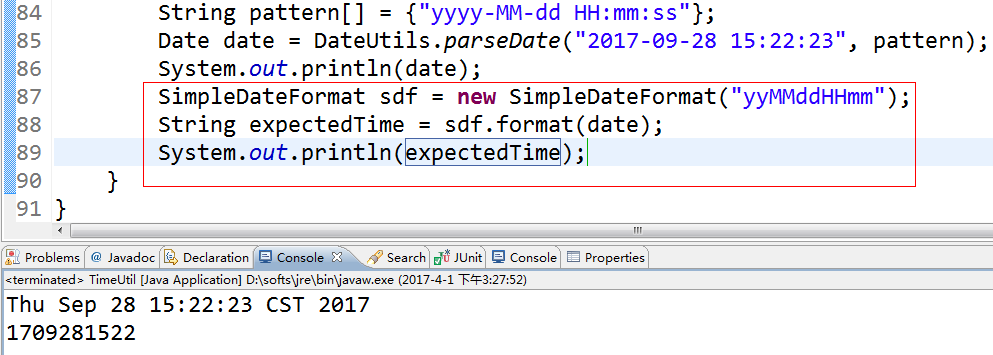 84 String pattern[] = {"yyyy-MM-dd HH:mm:ss"};
85 Date date = DateUtils.parseDate("2017-09-28 15:22:23", pattern);
86 System.out.println(date);
87 SimpleDateFormat sdf = new SimpleDateFormat("yyMMddHHmm");
88 String expectedTime = sdf.format(date);
89 System.out.println(expectedTime);
90 }
91 }
Problems @ Javadoc Declaration Console Search JUnit Console Properties
<terminated> TimeUtil [Java Application] D:\softs\jre\bin\javaw.exe (2017-4-1 下午3:27:52)
Thu Sep 28 15:22:23 CST 2017
1709281522